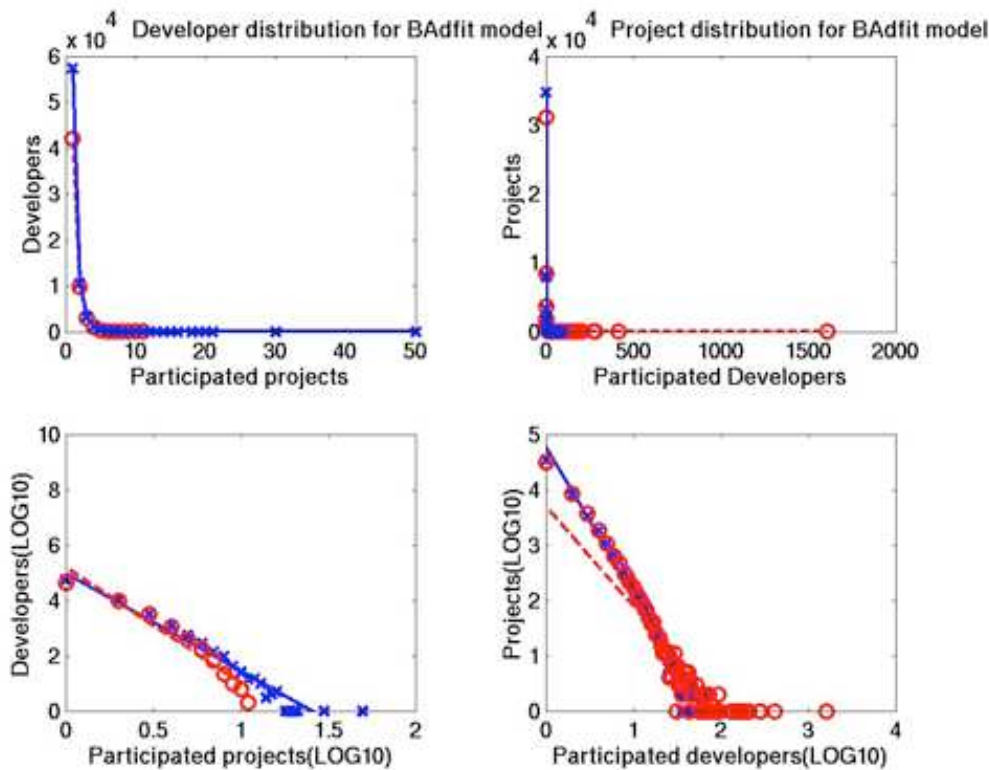 x 10^4 Developer distribution for BAdfit model
6
5
4
3
2
1
0
Developers
0 10 20 30 40 50
Participated projects
x 10^4 Project distribution for BAdfit model
4
3
2
1
0
Projects
0 500 1000 1500 2000
Participated Developers
10
8
6
4
2
0
Developers(LOG10)
0 0.5 1 1.5 2
Participated projects(LOG10)
5
4
3
2
1
0
Projects(LOG10)
0 1 2 3 4
Participated developers(LOG10)